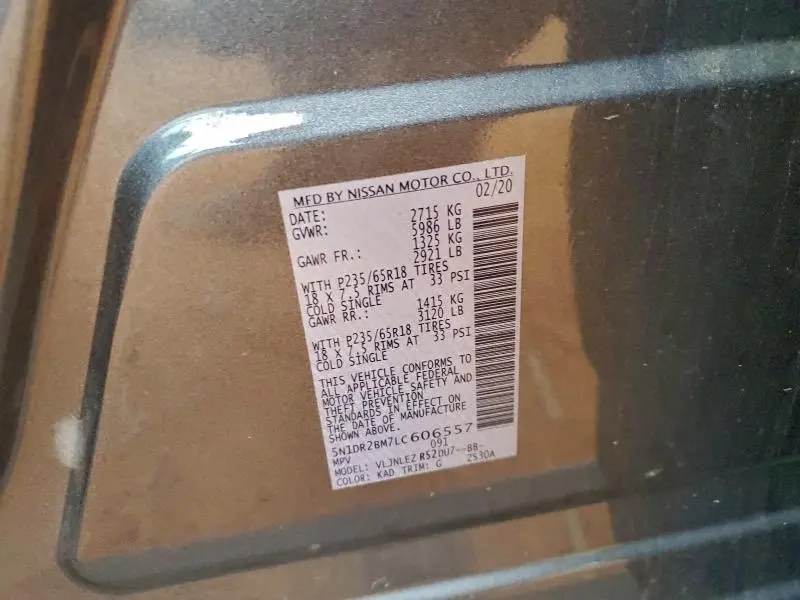 MFD BY NISSAN MOTOR CO., LTD.
DATE: 02/20
GVWR: 2715 KG
5986 LB
GAWR FR.: 1325 KG
2921 LB
WITH P235/65R18 TIRES
18 X 7.5 RIMS AT 33 PSI
COLD SINGLE
GAWR RR.: 1415 KG
3120 LB
WITH P235/65R18 TIRES
18 X 7.5 RIMS AT 33 PSI
COLD SINGLE
THIS VEHICLE CONFORMS TO
ALL APPLICABLE FEDERAL
MOTOR VEHICLE SAFETY AND
THEFT PREVENTION
STANDARDS IN EFFECT ON
THE DATE OF MANUFACTURE
SHOWN ABOVE.
5N1DR2BM7LC606557
MPV 091
MODEL: VLJNLEZ RS2DU7--BB-
COLOR: KAD TRIM: G ZS30A